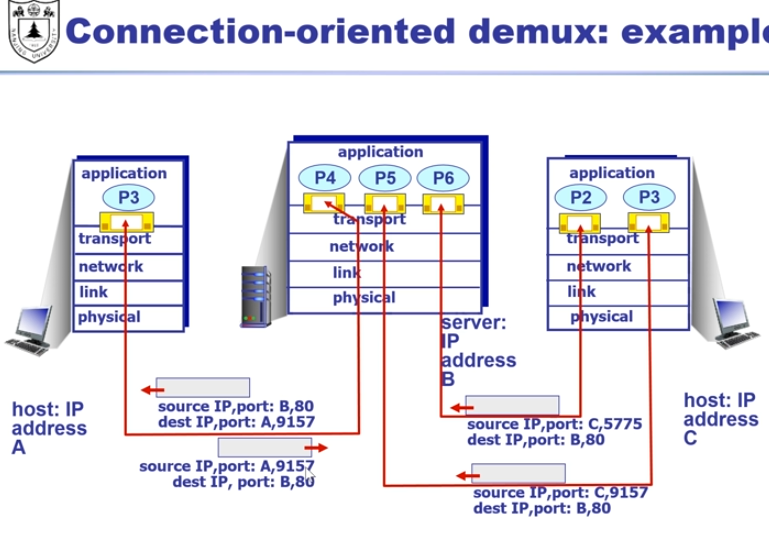 Connection-oriented demux: example
application
P3
transport
network
link
physical
application
P4 P5 P6
transport
network
link
physical
application
P2 P3
transport
network
link
physical
server:
IP
address
B
host: IP
address
A
source IP,port: B,80
dest IP,port: A,9157
source IP,port: A,9157
dest IP, port: B,80
source IP,port: C,5775
dest IP,port: B,80
source IP,port: C,9157
dest IP,port: B,80
host: IP
address
C